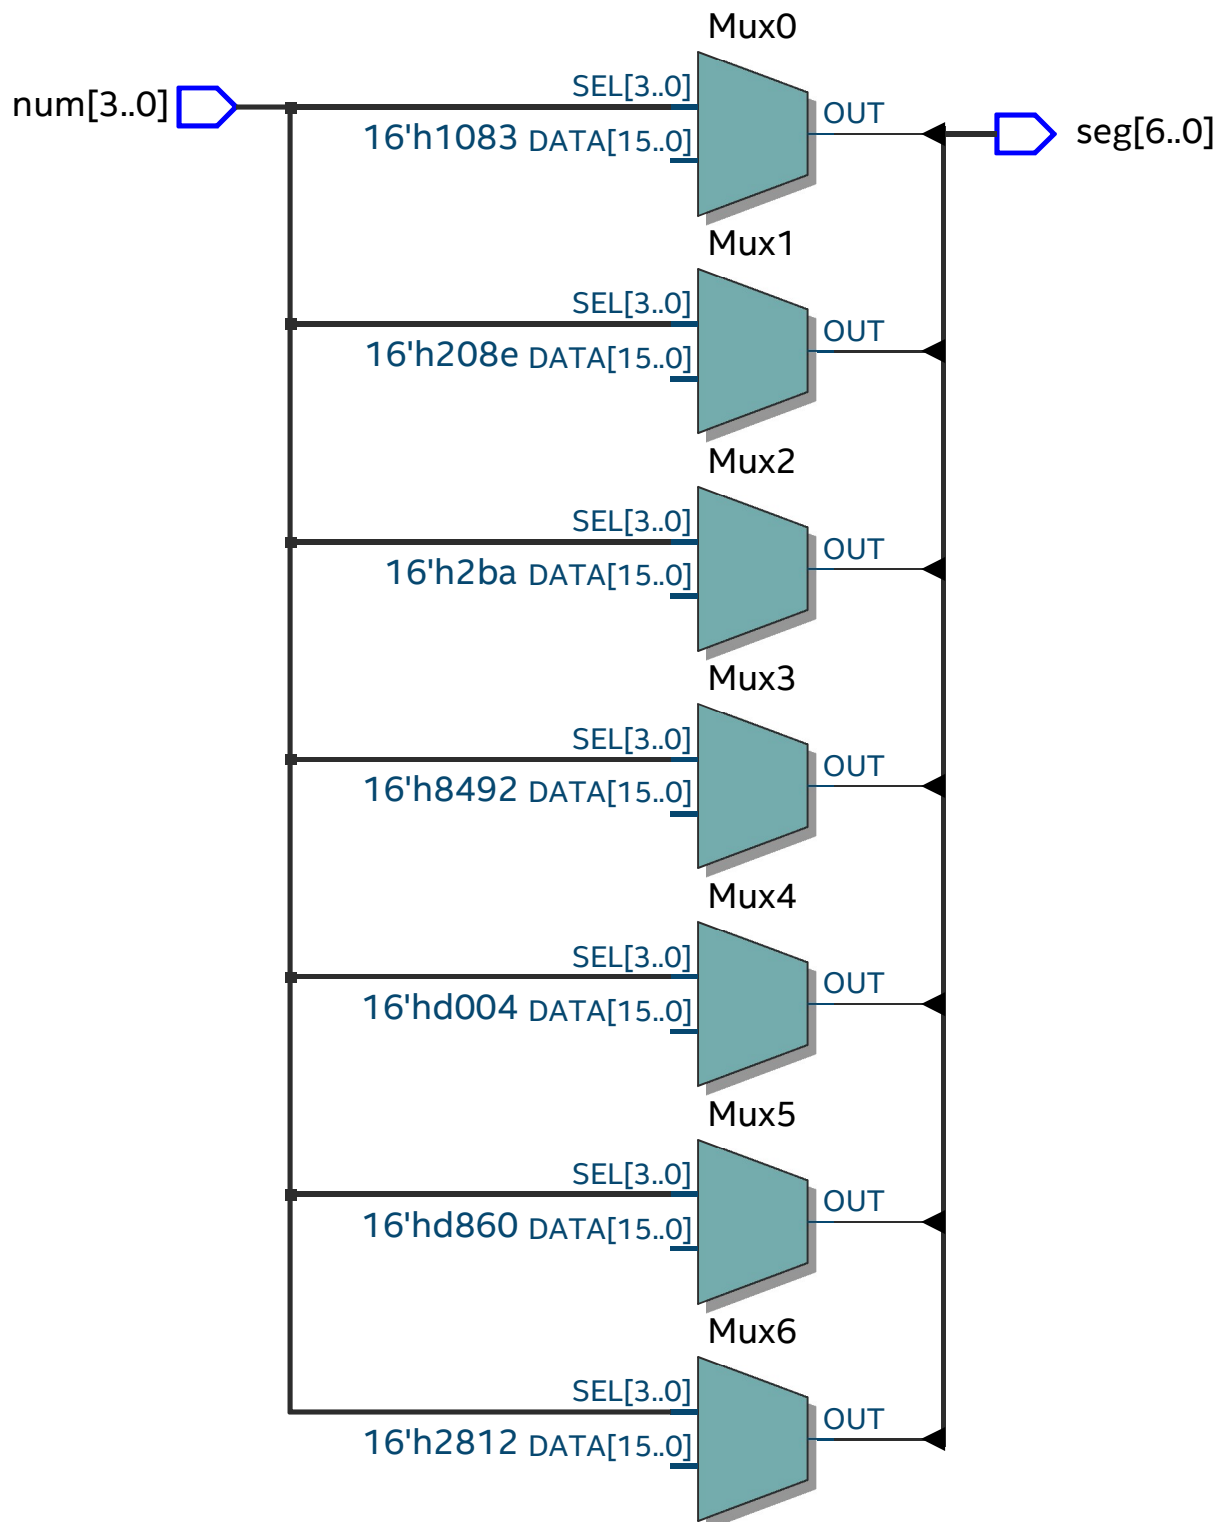 Mux0
num[3..0]
SEL[3..0]
16'h1083 DATA[15..0]
OUT
seg[6..0]
Mux1
SEL[3..0]
16'h208e DATA[15..0]
OUT
Mux2
SEL[3..0]
16'h2ba DATA[15..0]
OUT
Mux3
SEL[3..0]
16'h8492 DATA[15..0]
OUT
Mux4
SEL[3..0]
16'hd004 DATA[15..0]
OUT
Mux5
SEL[3..0]
16'hd860 DATA[15..0]
OUT
Mux6
SEL[3..0]
16'h2812 DATA[15..0]
OUT